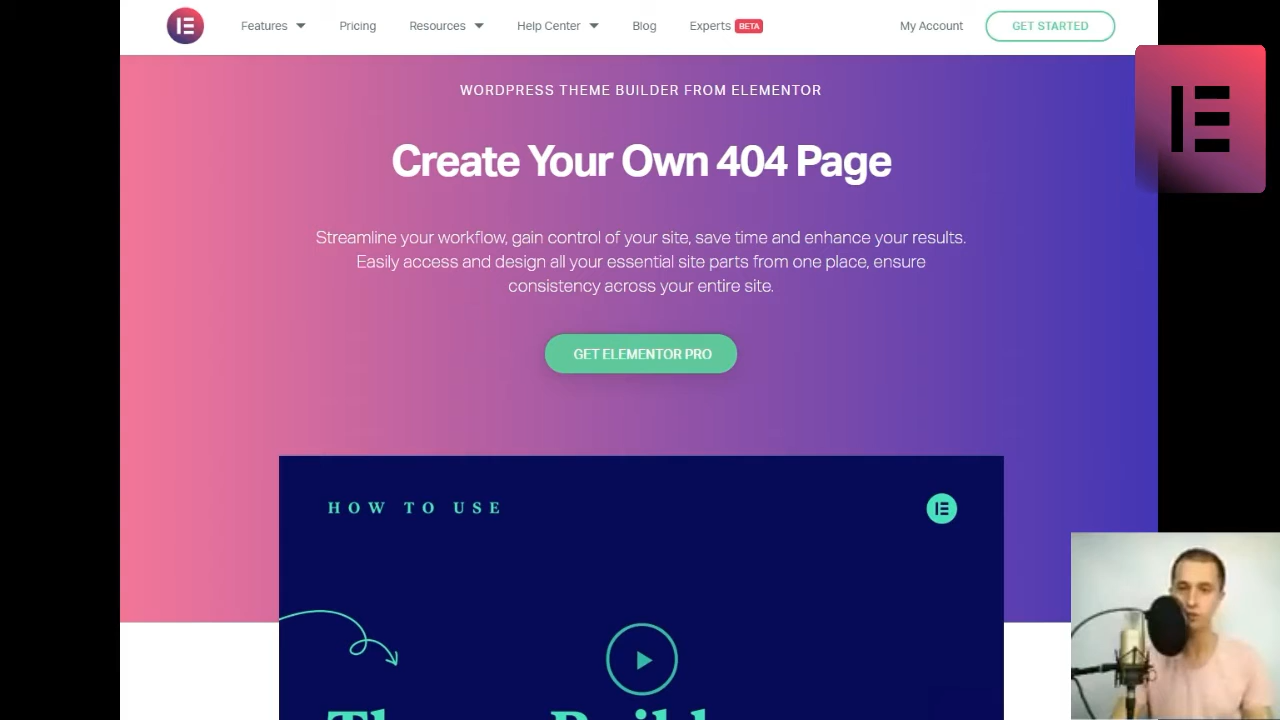 Features Pricing Resources Help Center Blog Experts BETA My Account GET STARTED
WORDPRESS THEME BUILDER FROM ELEMENTOR
Create Your Own 404 Page
Streamline your workflow, gain control of your site, save time and enhance your results.
Easily access and design all your essential site parts from one place, ensure
consistency across your entire site.
GET ELEMENTOR PRO
HOW TO USE